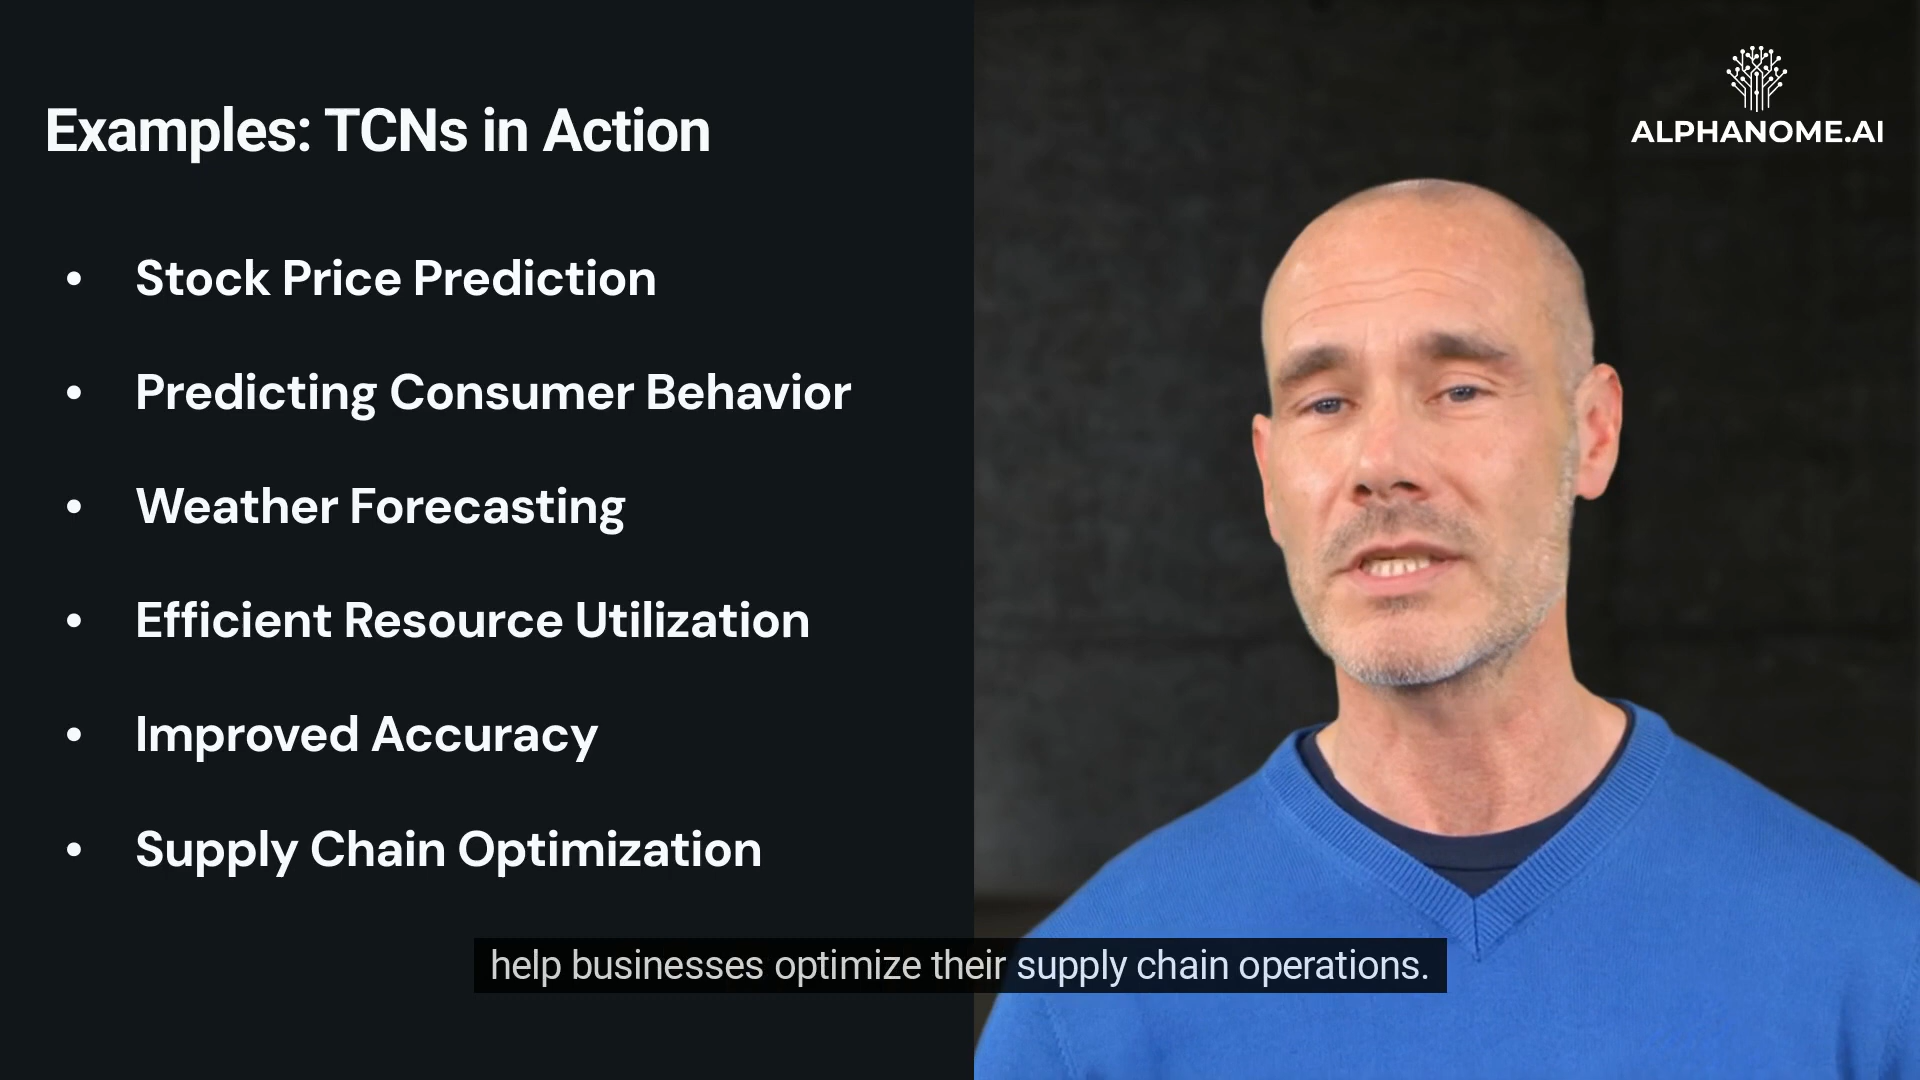 ALPHANOME.AI
Examples: TCNs in Action
• Stock Price Prediction
• Predicting Consumer Behavior
• Weather Forecasting
• Efficient Resource Utilization
• Improved Accuracy
• Supply Chain Optimization
help businesses optimize their supply chain operations.